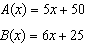 A(x) = 5x + 50
B(x) = 6x + 25